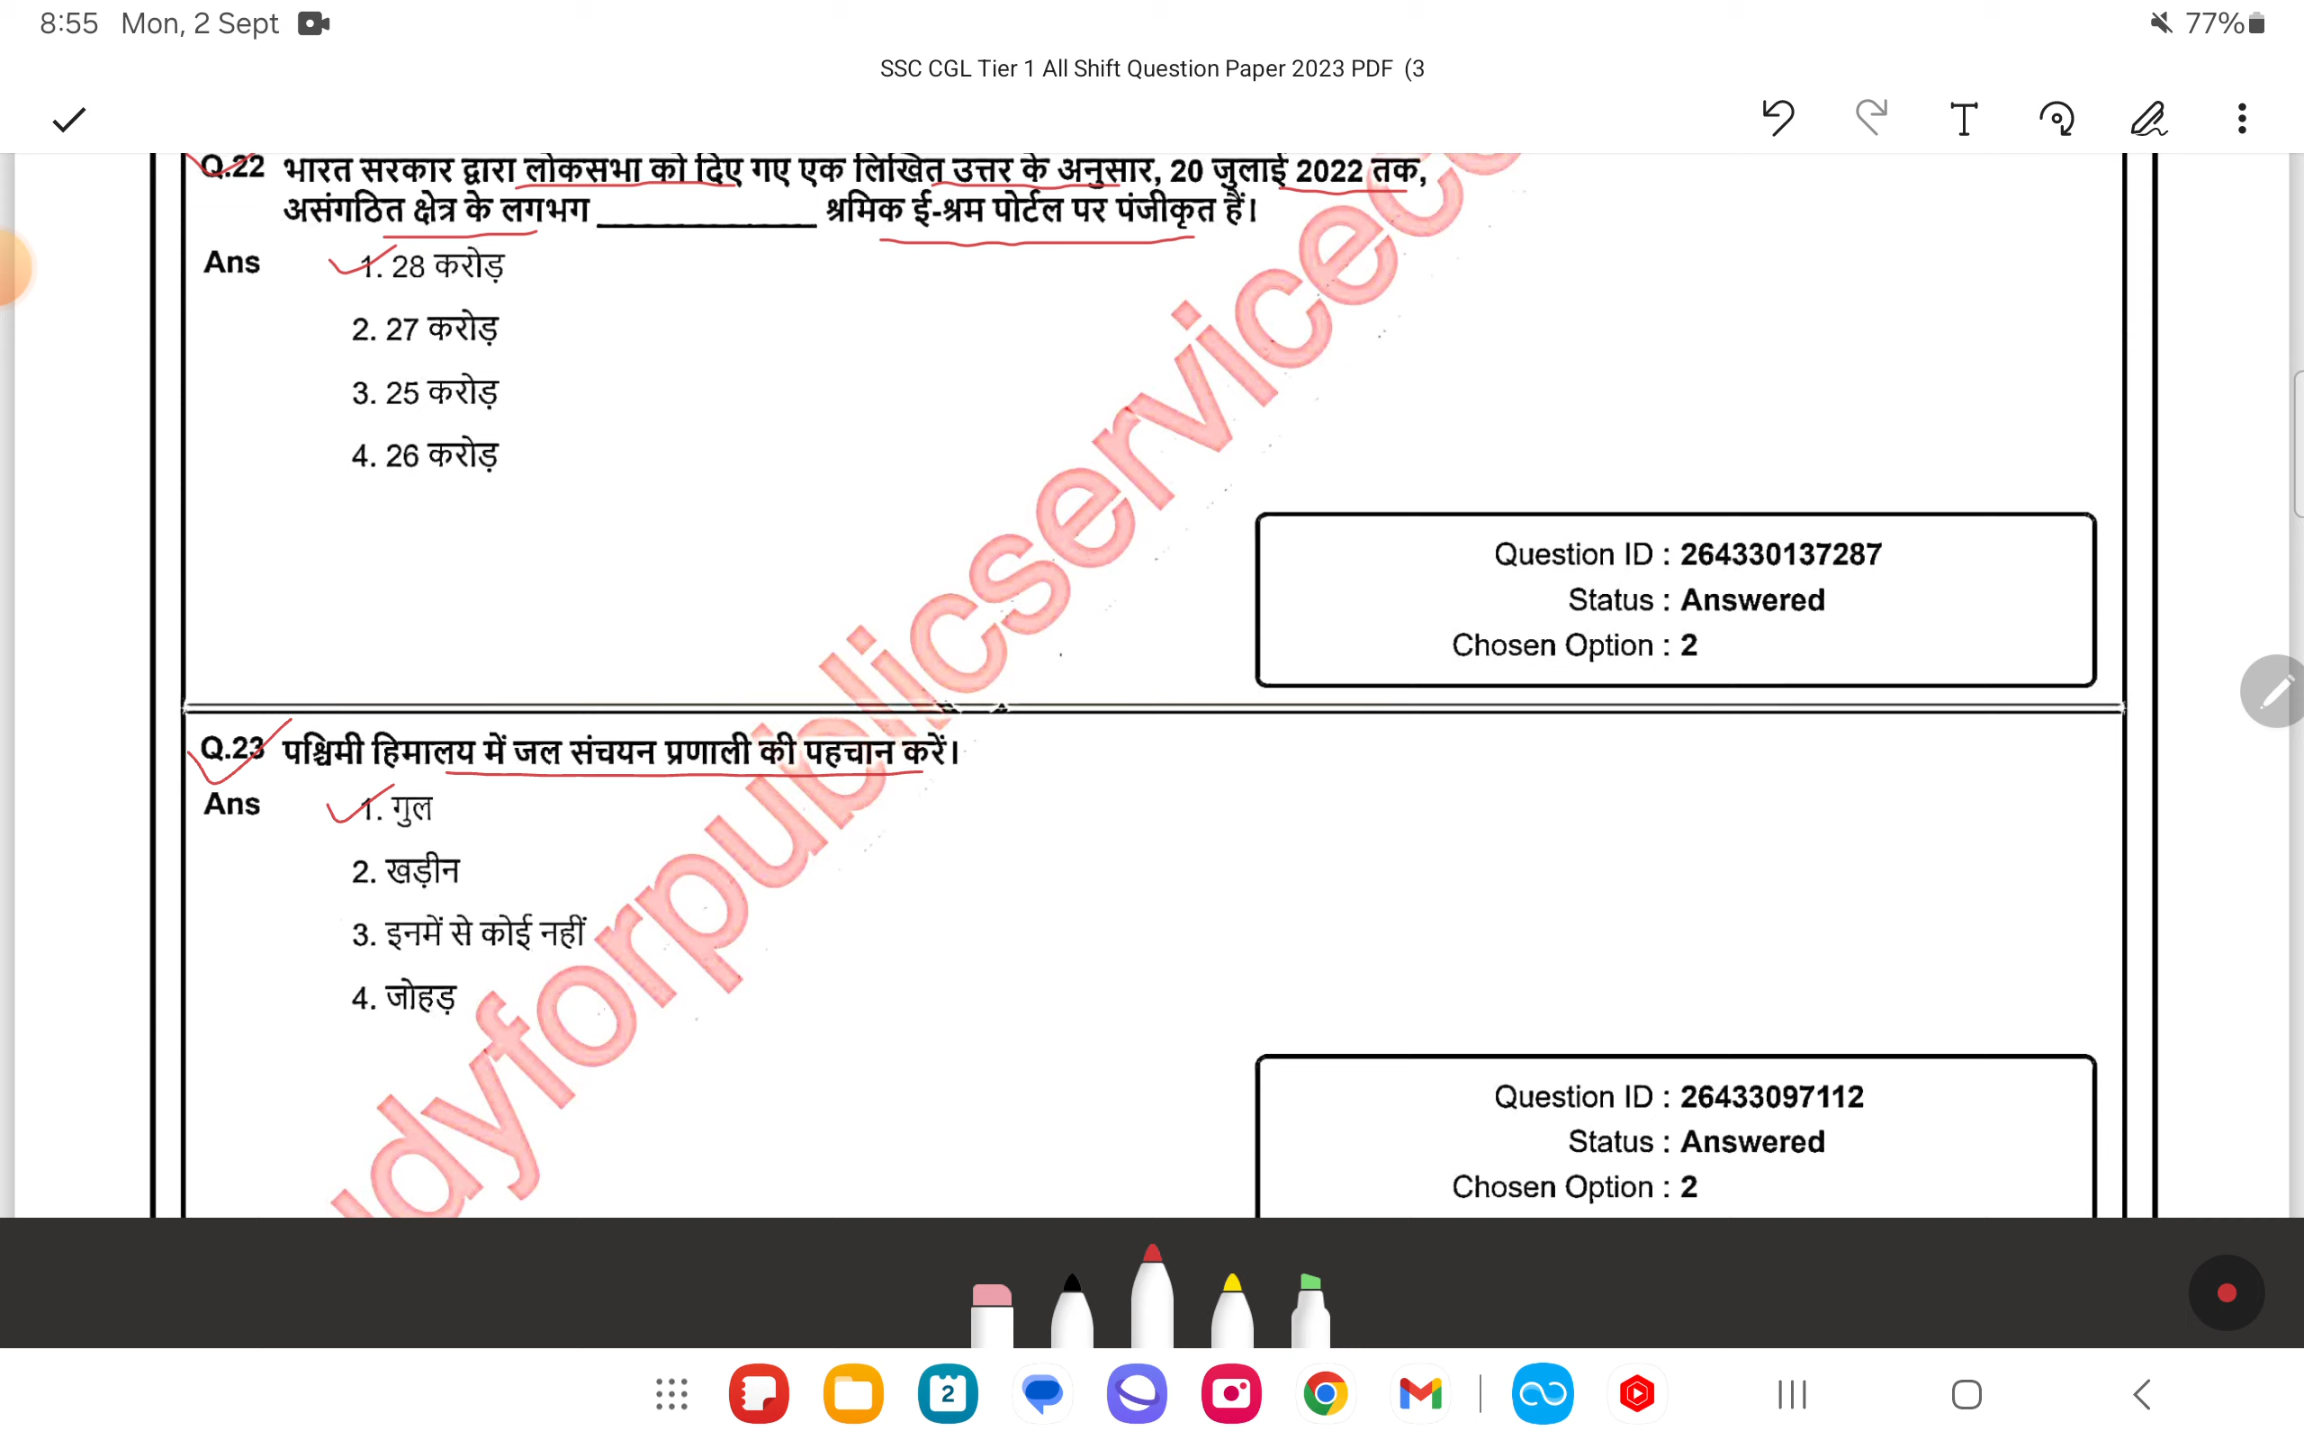 8:55 Mon, 2 Sept
77%
SSC CGL Tier 1 All Shift Question Paper 2023 PDF (3
Q.22 भारत सरकार द्वारा लोकसभा को दिए गए एक लिखित उत्तर के अनुसार, 20 जुलाई 2022 तक,
असंगठित क्षेत्र के लगभग ____________ श्रमिक ई-श्रम पोर्टल पर पंजीकृत हैं।
Ans 1. 28 करोड़
2. 27 करोड़
3. 25 करोड़
4. 26 करोड़
Question ID : 264330137287
Status : Answered
Chosen Option : 2
Q.23 पश्चिमी हिमालय में जल संचयन प्रणाली की पहचान करें।
Ans 1. गुल
2. खड़ीन
3. इनमें से कोई नहीं
4. जोहड़
Question ID : 26433097112
Status : Answered
Chosen Option : 2
udyforpublicservicec
2